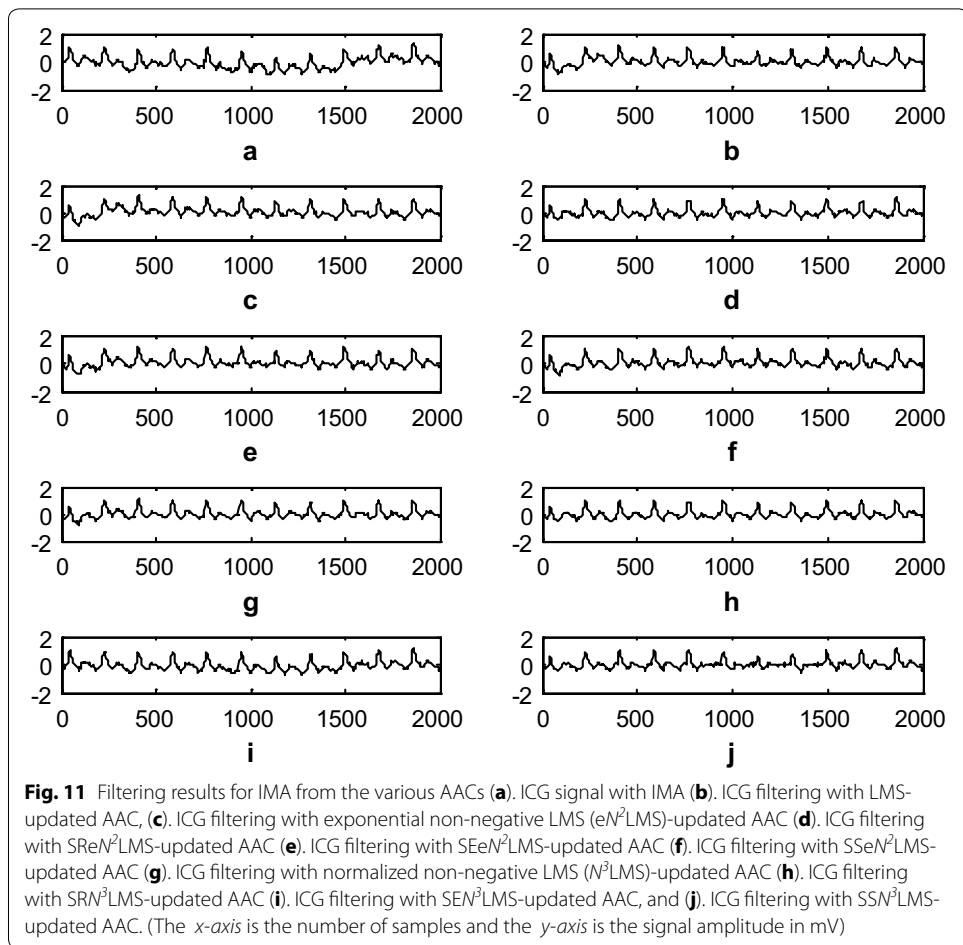 2
-2
0 500 1000 1500 2000
a
2
0
-2
0 500 1000 1500 2000
b
2
0
-2
0 500 1000 1500 2000
c
2
0
-2
0 500 1000 1500 2000
d
2
0
-2
0 500 1000 1500 2000
e
2
0
-2
0 500 1000 1500 2000
f
2
0
-2
0 500 1000 1500 2000
g
2
0
-2
0 500 1000 1500 2000
h
2
0
-2
0 500 1000 1500 2000
i
2
0
-2
0 500 1000 1500 2000
j
Fig. 11 Filtering results for IMA from the various AACs (a). ICG signal with IMA (b). ICG filtering with LMS-
updated AAC, (c). ICG filtering with exponential non-negative LMS (eN²LMS)-updated AAC (d). ICG filtering
with SReN²LMS-updated AAC (e). ICG filtering with SEeN²LMS-updated AAC (f). ICG filtering with SSeN²LMS-
updated AAC (g). ICG filtering with normalized non-negative LMS (N³LMS)-updated AAC (h). ICG filtering
with SRN³LMS-updated AAC (i). ICG filtering with SEN³LMS-updated AAC, and (j). ICG filtering with SSN³LMS-
updated AAC. (The x-axis is the number of samples and the y-axis is the signal amplitude in mV)